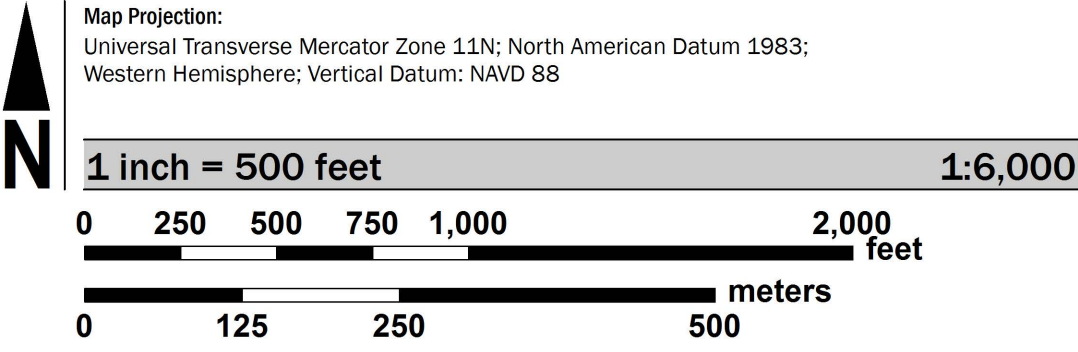 Map Projection:
Universal Transverse Mercator Zone 11N; North American Datum 1983;
Western Hemisphere; Vertical Datum: NAVD 88
N
1 inch = 500 feet 1:6,000
0 250 500 750 1,000 2,000
feet
meters
0 125 250 500